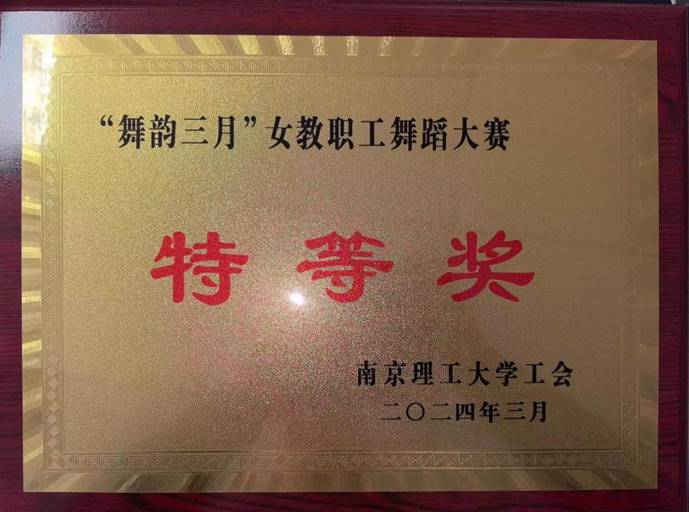 “舞韵三月”女教职工舞蹈大赛
特等奖
南京理工大学工会
二〇二四年三月